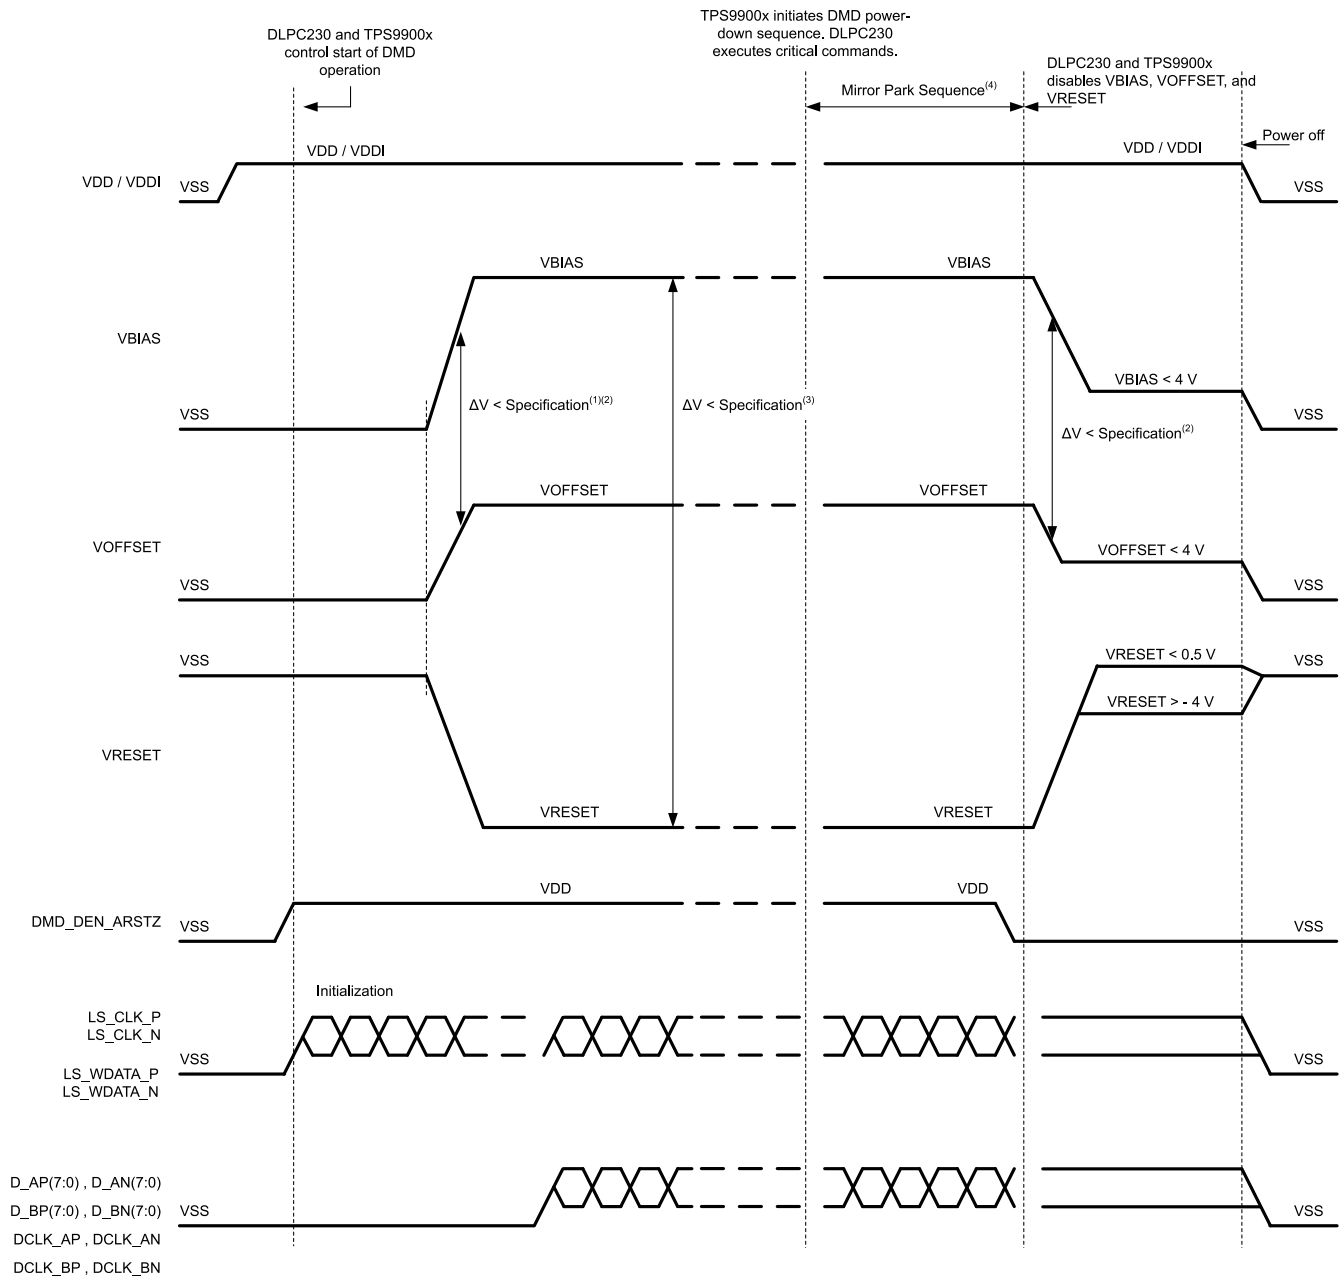 DLPC230 and TPS9900x
control start of DMD
operation
TPS9900x initiates DMD power-
down sequence. DLPC230
executes critical commands.
Mirror Park Sequence(4)
DLPC230 and TPS9900x
disables VBIAS, VOFFSET, and
VRESET
Power off
VDD / VDDI
VSS
VDD / VDDI
VDD / VDDI
VSS
VBIAS
VSS
VBIAS
ΔV < Specification(1)(2)
ΔV < Specification(3)
VBIAS
VBIAS < 4 V
ΔV < Specification(2)
VSS
VOFFSET
VSS
VOFFSET
VOFFSET
VOFFSET < 4 V
VSS
VRESET
VSS
VRESET
VRESET
VRESET < 0.5 V
VRESET > - 4 V
VSS
DMD_DEN_ARSTZ
VSS
VDD
VDD
VSS
LS_CLK_P
LS_CLK_N
LS_WDATA_P
LS_WDATA_N
VSS
Initialization
VSS
D_AP(7:0) , D_AN(7:0)
D_BP(7:0) , D_BN(7:0)
DCLK_AP , DCLK_AN
DCLK_BP , DCLK_BN
VSS
VSS